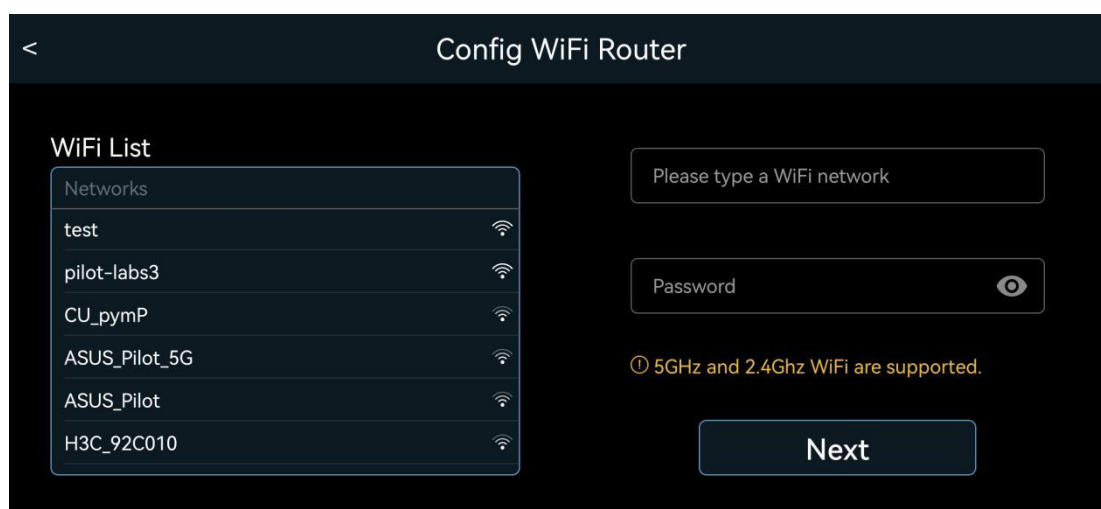 <
Config WiFi Router
WiFi List
Networks
test
pilot-labs3
CU_pymP
ASUS_Pilot_5G
ASUS_Pilot
H3C_92C010
Please type a WiFi network
Password
5GHz and 2.4Ghz WiFi are supported.
Next